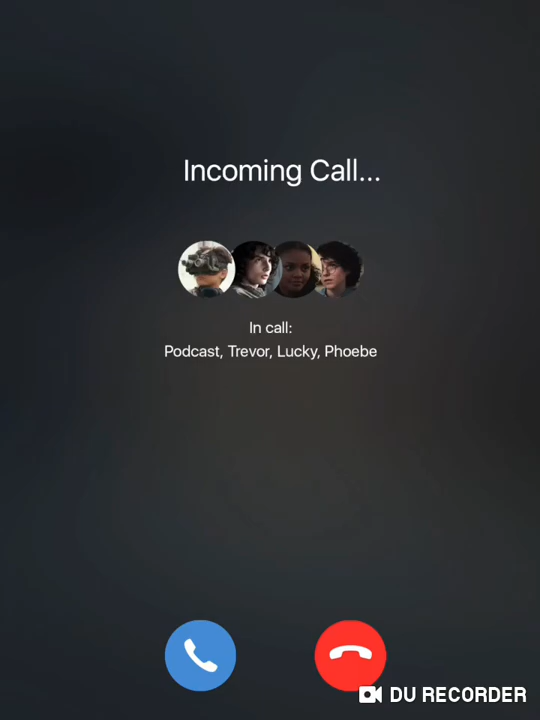 Incoming Call...
In call:
Podcast, Trevor, Lucky, Phoebe
DU RECORDER